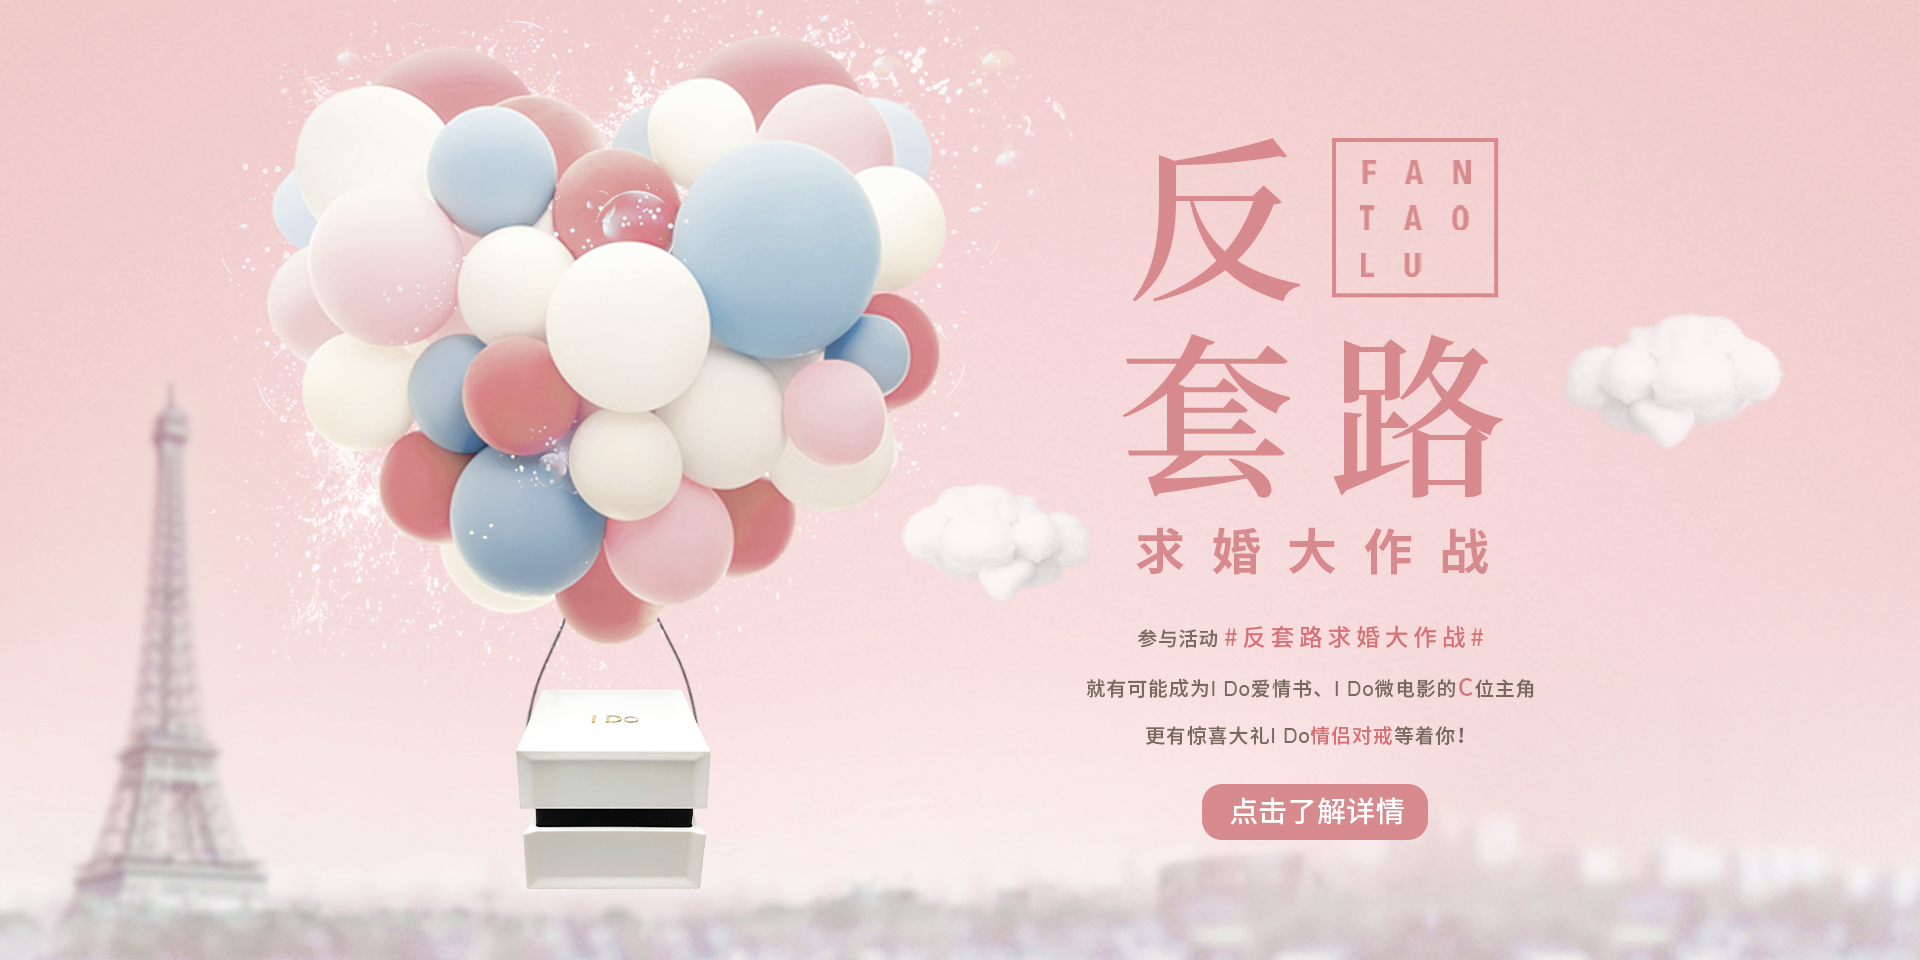 反
FAN
TAO
LU
套路
求婚大作战
参与活动 #反套路求婚大作战#
就有可能成为I Do爱情书、I Do微电影的C位主角
更有惊喜大礼I Do情侣对戒等着你！
点击了解详情
I Do